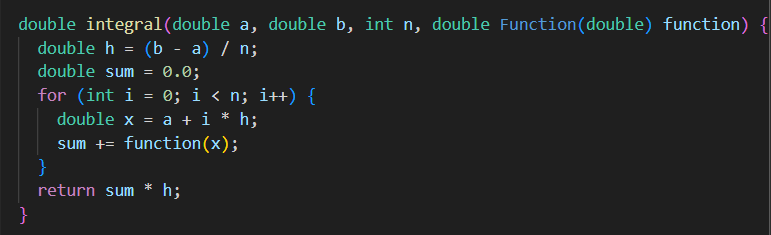 double integral(double a, double b, int n, double Function(double) function) {
double h = (b - a) / n;
double sum = 0.0;
for (int i = 0; i < n; i++) {
double x = a + i * h;
sum += function(x);
}
return sum * h;
}